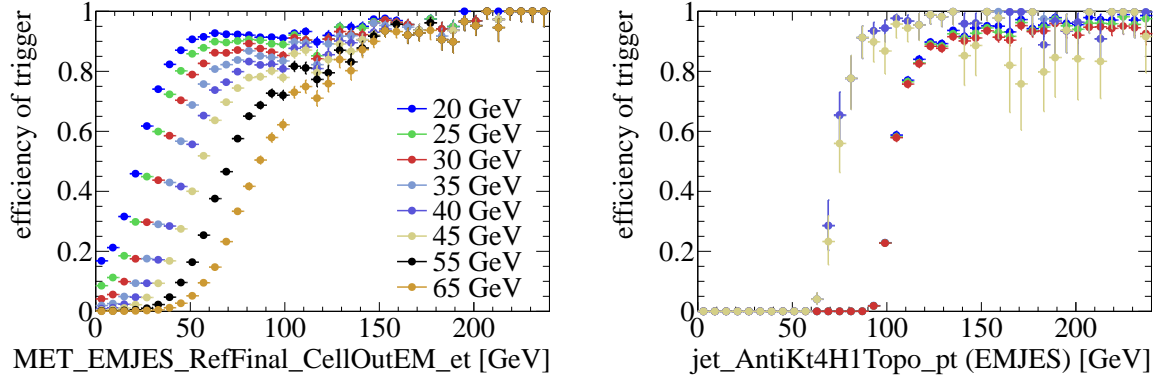 efficiency of trigger
1
0.8
0.6
0.4
0.2
0
0 50 100 150 200
MET_EMJES_RefFinal_CellOutEM_et [GeV]
20 GeV
25 GeV
30 GeV
35 GeV
40 GeV
45 GeV
55 GeV
65 GeV
efficiency of trigger
1
0.8
0.6
0.4
0.2
0
0 50 100 150 200
jet_AntiKt4H1Topo_pt (EMJES) [GeV]